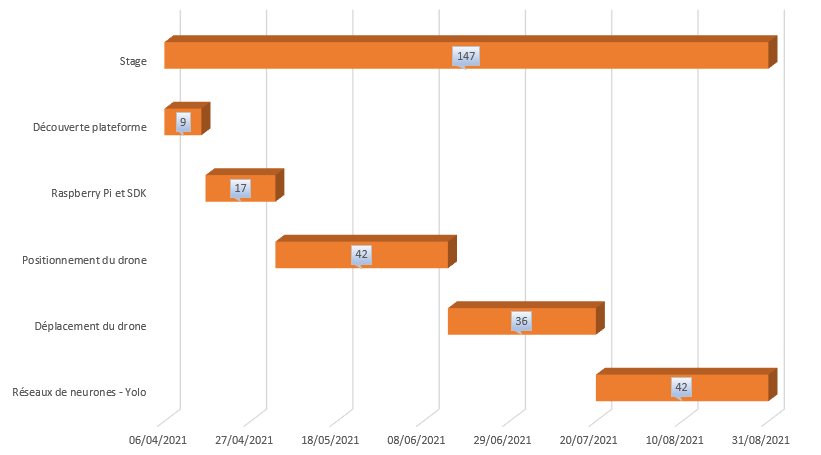 Stage
147
Découverte plateforme
9
Raspberry Pi et SDK
17
Positionnement du drone
42
Déplacement du drone
36
Réseaux de neurones - Yolo
42
06/04/2021 27/04/2021 18/05/2021 08/06/2021 29/06/2021 20/07/2021 10/08/2021 31/08/2021